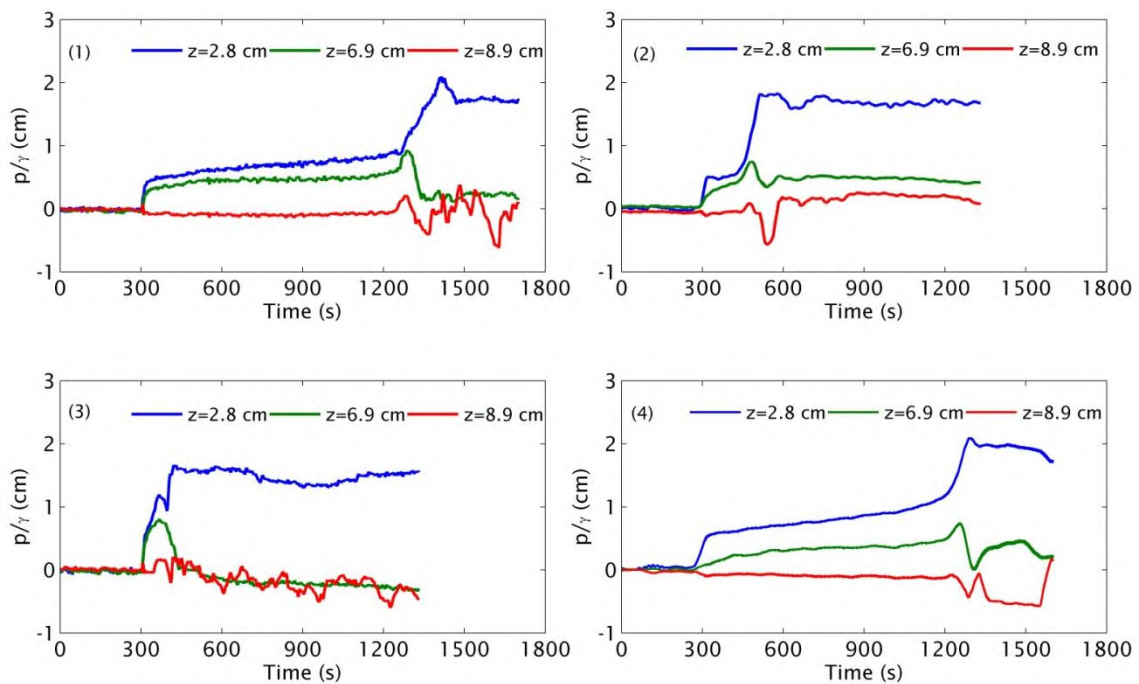 3
(1) z=2.8 cm z=6.9 cm z=8.9 cm
2
p/γ (cm)
1
0
-1
0 300 600 900 1200 1500 1800
Time (s)
3
(2) z=2.8 cm z=6.9 cm z=8.9 cm
2
p/γ (cm)
1
0
-1
0 300 600 900 1200 1500 1800
Time (s)
3
(3) z=2.8 cm z=6.9 cm z=8.9 cm
2
p/γ (cm)
1
0
-1
0 300 600 900 1200 1500 1800
Time (s)
3
(4) z=2.8 cm z=6.9 cm z=8.9 cm
2
p/γ (cm)
1
0
-1
0 300 600 900 1200 1500 1800
Time (s)